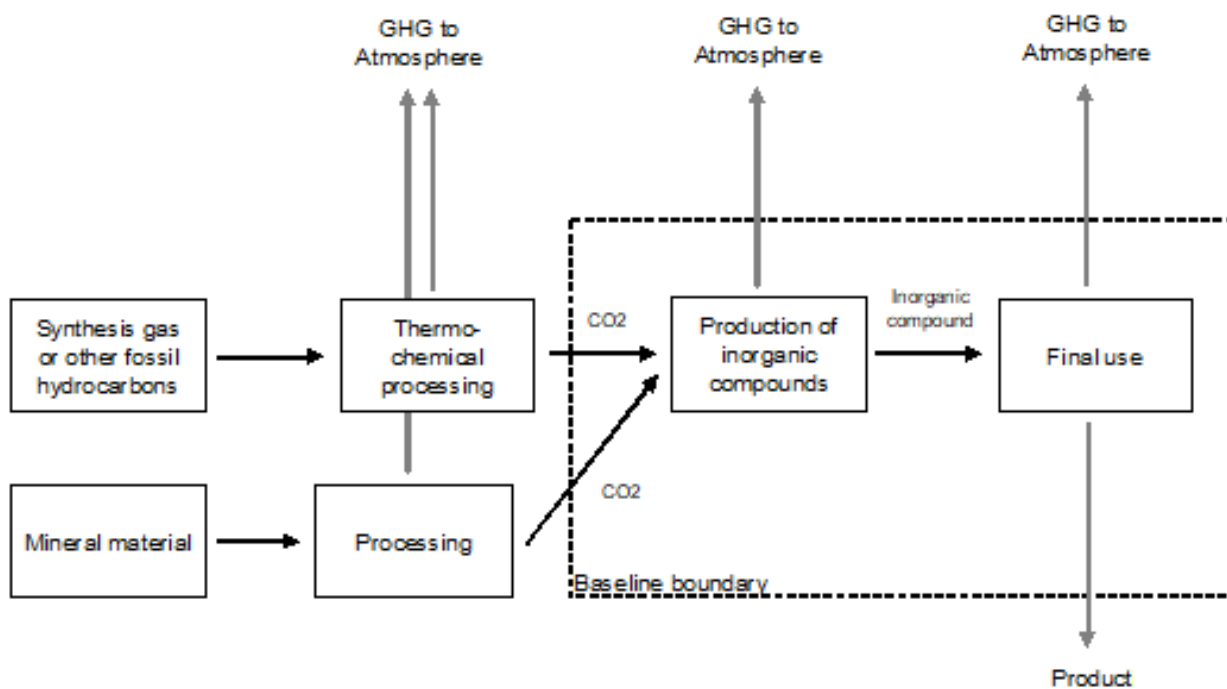 GHG to
Atmosphere
GHG to
Atmosphere
GHG to
Atmosphere
Synthesis gas
or other fossil
hydrocarbons
Thermo-
chemical
processing
CO2
Production of
inorganic
compounds
Inorganic
compound
Final use
Mineral material
Processing
CO2
Baseline boundary
Product